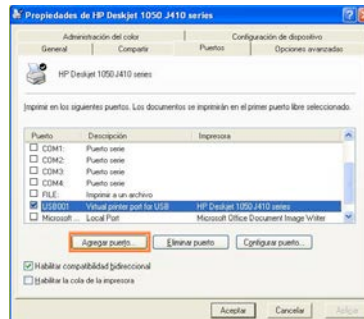 Propiedades de HP Deskjet 1050 J410 series
Administración del color
Configuración de dispositivo
General
Compartir
Puertos
Opciones avanzadas
HP Deskjet 1050 J410 series
Imprimir en los siguientes puertos. Los documentos se imprimirán en el primer puerto libre seleccionado.
Puerto Descripción Impresora
COM1: Puerto serie
COM2: Puerto serie
COM3: Puerto serie
COM4: Puerto serie
FILE: Imprimir a un archivo
USB001 Virtual printer port for USB HP Deskjet 1050 J410 series
Microsoft ... Local Port Microsoft Office Document Image Writer
Agregar puerto... Eliminar puerto Configurar puerto...
Habilitar compatibilidad bidireccional
Habilitar la cola de la impresora
Aceptar Cancelar Aplicar